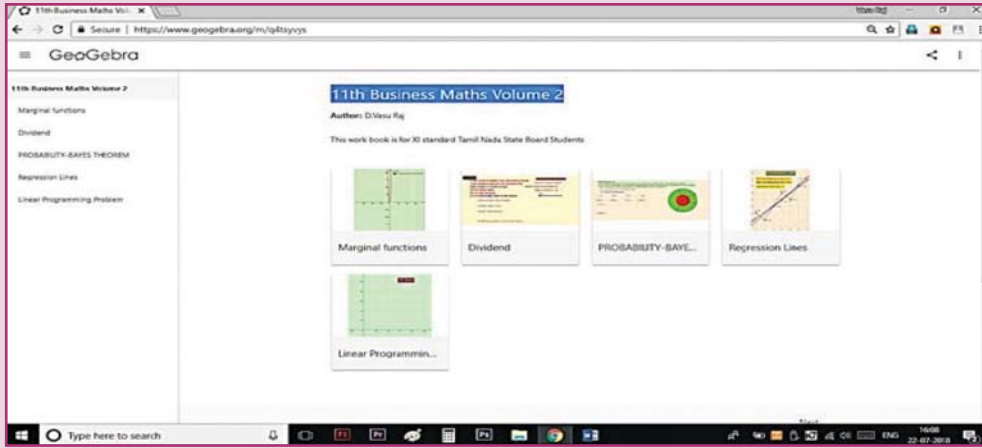 11th Business Maths Vol.
Secure | https://www.geogebra.org/m/q4tsyvys
GeoGebra
11th Business Maths Volume 2
Marginal functions
Dividend
PROBABILITY-BAYES THEOREM
Regression Lines
Linear Programming Problem
11th Business Maths Volume 2
Author: D.Vasu Raj
This work book is for XI standard Tamil Nadu State Board Students
Marginal functions
Dividend
PROBABILITY-BAYE...
Regression Lines
Linear Programmin...
Next
Type here to search
ENG
16:08
22-07-2018